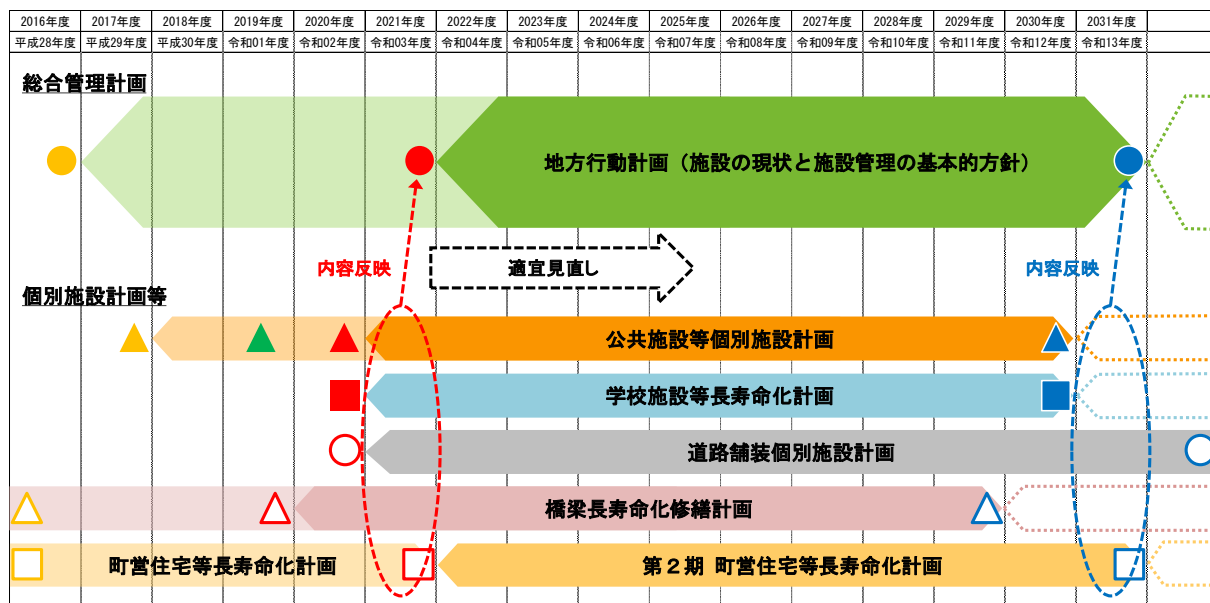 2016年度 2017年度 2018年度 2019年度 2020年度 2021年度 2022年度 2023年度 2024年度 2025年度 2026年度 2027年度 2028年度 2029年度 2030年度 2031年度
平成28年度 平成29年度 平成30年度 令和01年度 令和02年度 令和03年度 令和04年度 令和05年度 令和06年度 令和07年度 令和08年度 令和09年度 令和10年度 令和11年度 令和12年度 令和13年度
総合管理計画
地方行動計画（施設の現状と施設管理の基本的方針）
内容反映 適宜見直し 内容反映
個別施設計画等
公共施設等個別施設計画
学校施設等長寿命化計画
道路舗装個別施設計画
橋梁長寿命化修繕計画
町営住宅等長寿命化計画 第２期 町営住宅等長寿命化計画